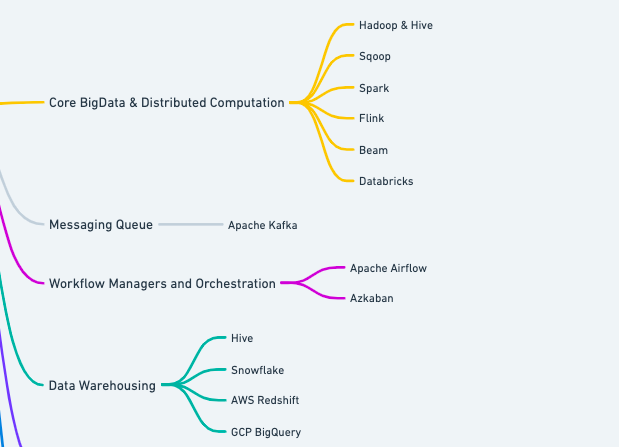 Core BigData & Distributed Computation
Hadoop & Hive
Sqoop
Spark
Flink
Beam
Databricks
Messaging Queue
Apache Kafka
Workflow Managers and Orchestration
Apache Airflow
Azkaban
Data Warehousing
Hive
Snowflake
AWS Redshift
GCP BigQuery